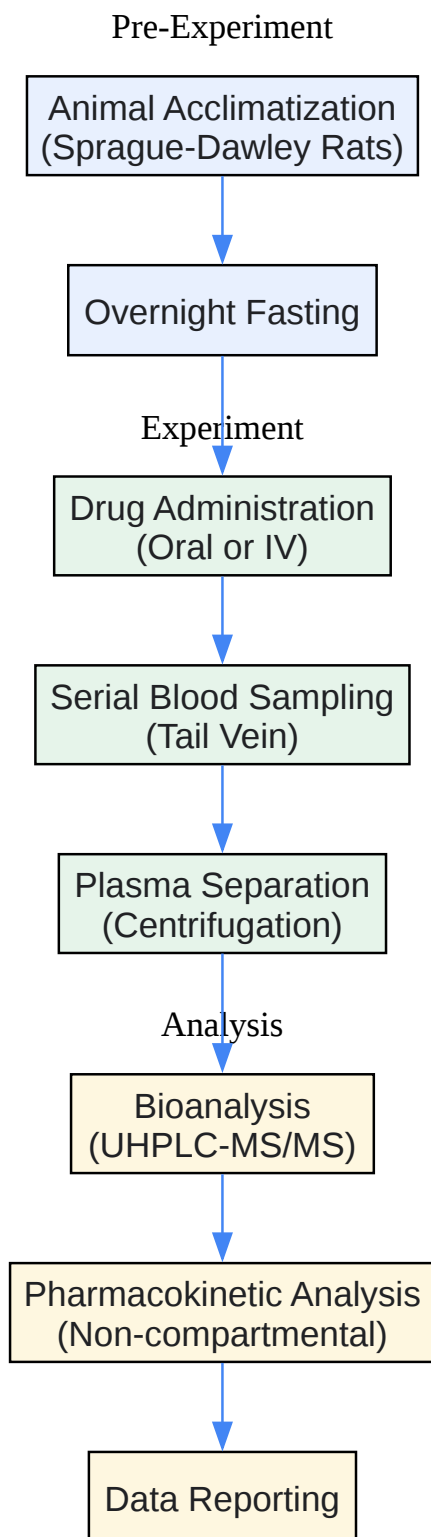 Pre-Experiment
Animal Acclimatization
(Sprague-Dawley Rats)
Overnight Fasting
Experiment
Drug Administration
(Oral or IV)
Serial Blood Sampling
(Tail Vein)
Plasma Separation
(Centrifugation)
Analysis
Bioanalysis
(UHPLC-MS/MS)
Pharmacokinetic Analysis
(Non-compartmental)
Data Reporting